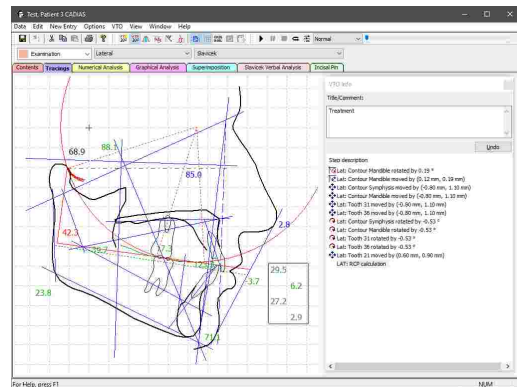 Test, Patient 3 CADIAS
Data Edit New Entry Options VTO View Window Help
Normal
Examination Lateral Slavicek
Contents Tracings Numerical Analysis Graphical Analysis Superimposition Slavicek Verbal Analysis Incisal Pin
VTO Info
Title/Comment:
Treatment
Undo
Step description
Lat: Contour Mandible rotated by 0.19 °
Lat: Contour Mandible moved by (0.12 mm, 0.19 mm)
Lat: Contour Symphysis moved by (-0.80 mm, 1.10 mm)
Lat: Contour Mandible moved by (-0.80 mm, 1.10 mm)
Lat: Tooth 31 moved by (-0.80 mm, 1.10 mm)
Lat: Tooth 36 moved by (-0.80 mm, 1.10 mm)
Lat: Contour Symphysis rotated by -0.53 °
Lat: Contour Mandible rotated by -0.53 °
Lat: Tooth 31 rotated by -0.53 °
Lat: Tooth 36 rotated by -0.53 °
Lat: Tooth 21 moved by (0.60 mm, 0.90 mm)
LAT: RCP calculation
68.9
88.1
85.0
2.8
42.3
-3.7
23.8
29.5
6.2
27.2
2.9
For Help, press F1
NUM